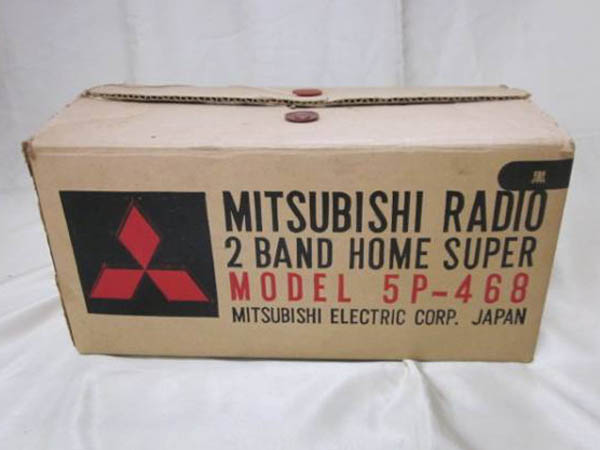 MITSUBISHI RADIO
2 BAND HOME SUPER
MODEL 5P-468
MITSUBISHI ELECTRIC CORP. JAPAN